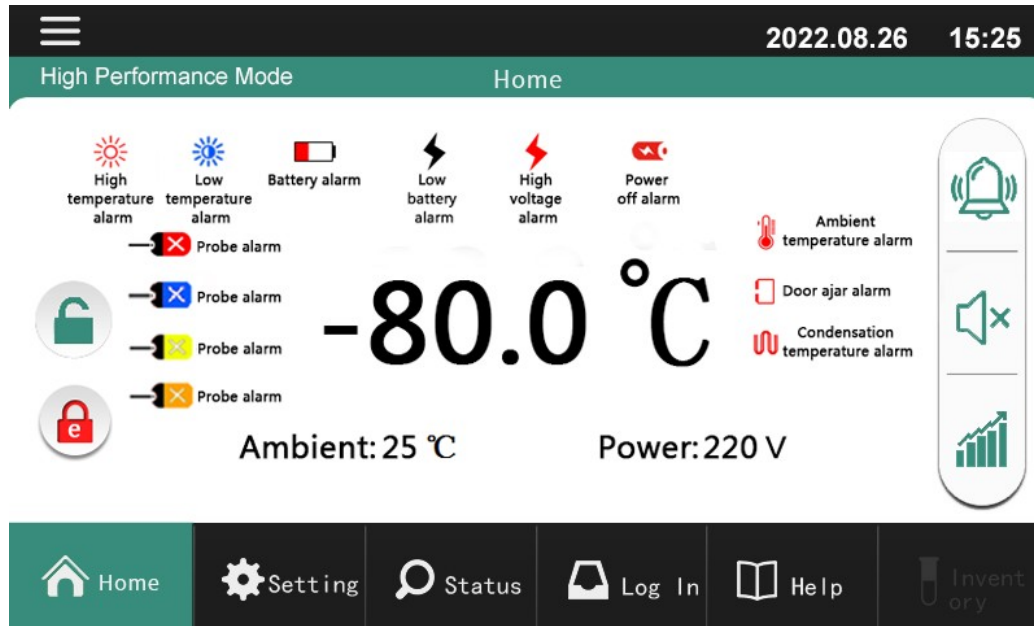 2022.08.26 15:25
High Performance Mode
Home
High
temperature
alarm
Low
temperature
alarm
Battery alarm
Low
battery
alarm
High
voltage
alarm
Power
off alarm
Probe alarm
Probe alarm
Probe alarm
Probe alarm
-80.0 ℃
Ambient
temperature alarm
Door ajar alarm
Condensation
temperature alarm
e
Ambient: 25 ℃
Power: 220 V
Home
Setting
Status
Log In
Help
Invent
ory